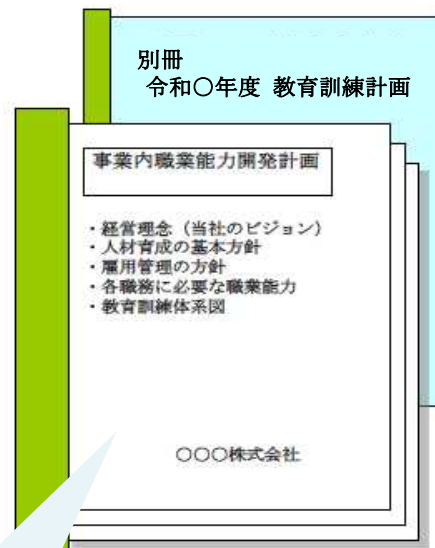 別冊
令和〇年度 教育訓練計画
事業内職業能力開発計画
・経営理念（当社のビジョン）
・人材育成の基本方針
・雇用管理の方針
・各職務に必要な職業能力
・教育訓練体系図
〇〇〇株式会社